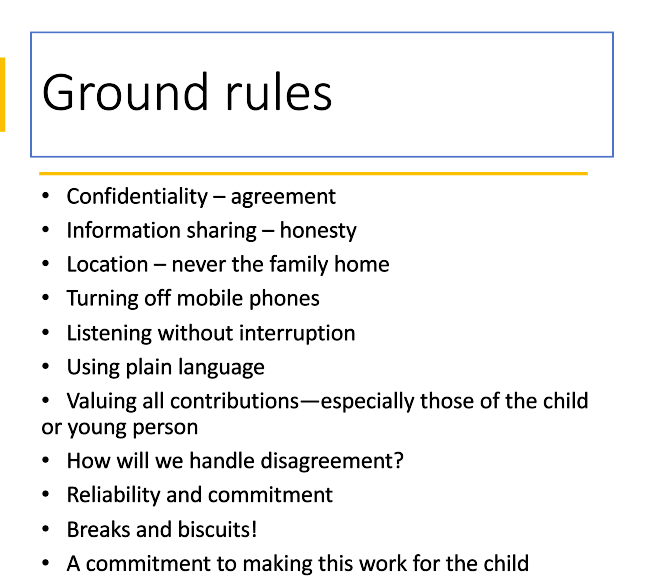 Ground rules
• Confidentiality – agreement
• Information sharing – honesty
• Location – never the family home
• Turning off mobile phones
• Listening without interruption
• Using plain language
• Valuing all contributions—especially those of the child
or young person
• How will we handle disagreement?
• Reliability and commitment
• Breaks and biscuits!
• A commitment to making this work for the child